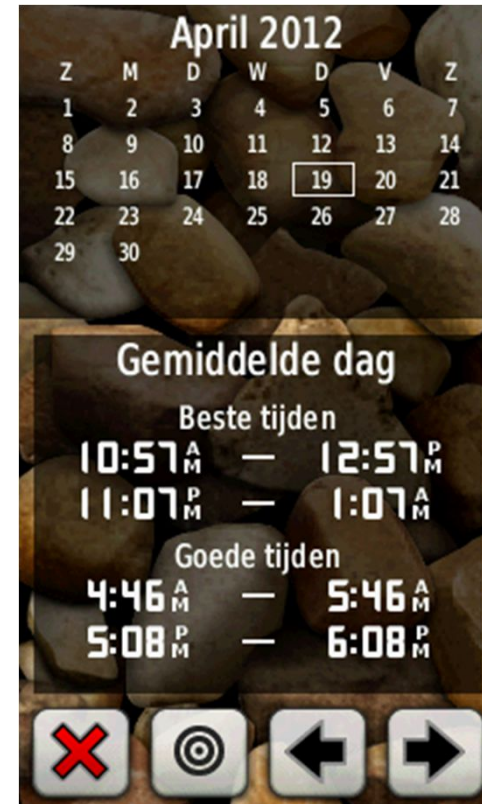 April 2012
Z M D W D V Z
1 2 3 4 5 6 7
8 9 10 11 12 13 14
15 16 17 18 19 20 21
22 23 24 25 26 27 28
29 30
Gemiddelde dag
Beste tijden
10:57 AM — 12:57 PM
11:07 PM — 1:07 AM
Goede tijden
4:46 AM — 5:46 AM
5:08 PM — 6:08 PM